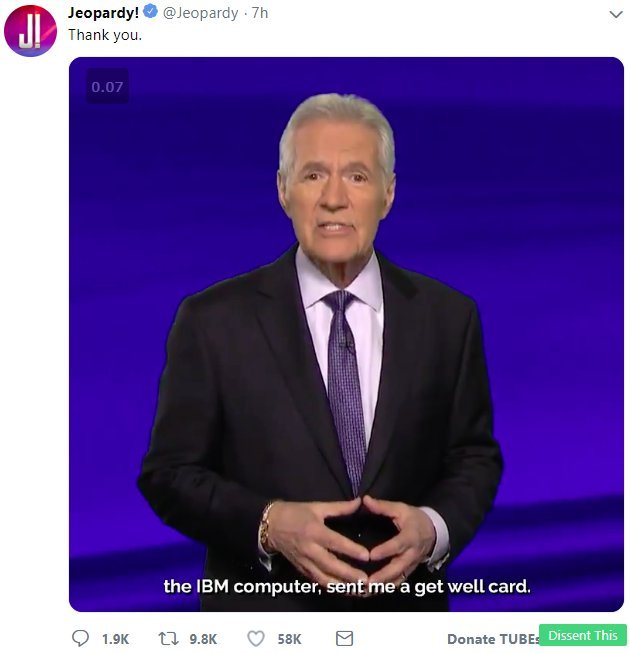 Jeopardy! @Jeopardy · 7h
Thank you.
J!
0.07
the IBM computer, sent me a get well card.
1.9K 9.8K 58K Donate TUBEs Dissent This